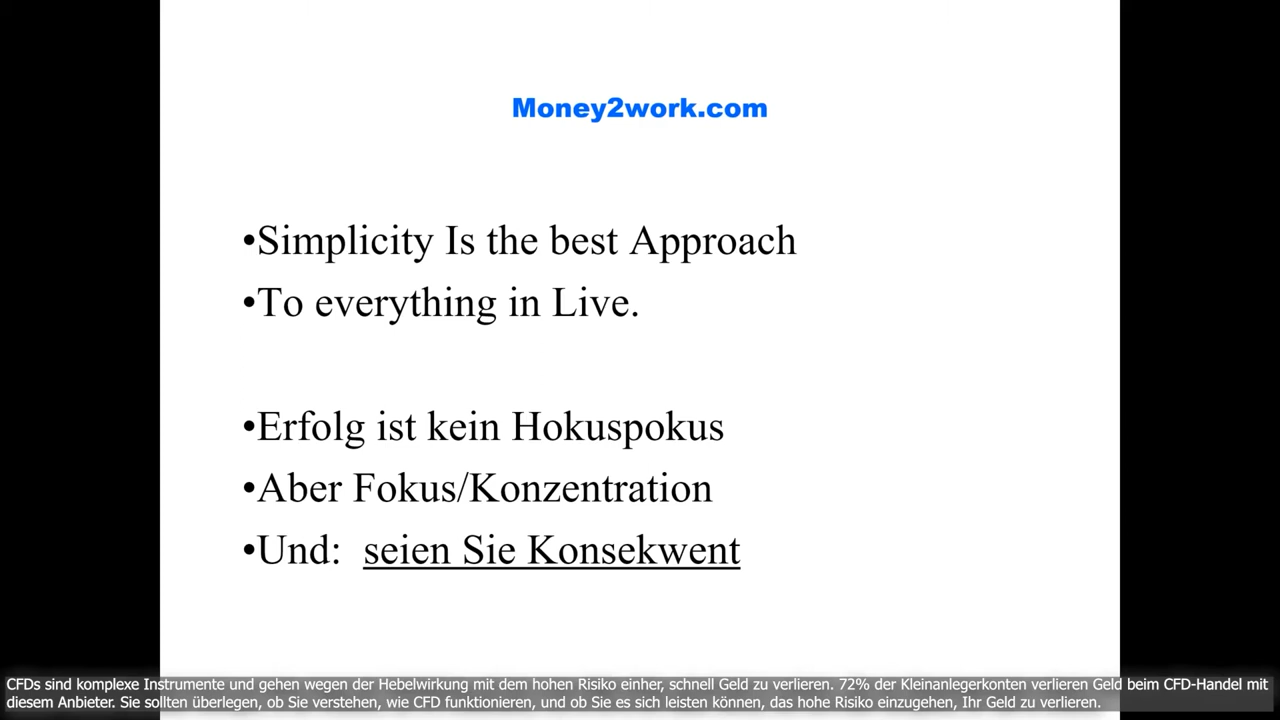 Money2work.com
•Simplicity Is the best Approach
•To everything in Live.
•Erfolg ist kein Hokuspokus
•Aber Fokus/Konzentration
•Und: seien Sie Konsekwent
CFDs sind komplexe Instrumente und gehen wegen der Hebelwirkung mit dem hohen Risiko einher, schnell Geld zu verlieren. 72% der Kleinanlegerkonten verlieren Geld beim CFD-Handel mit
diesem Anbieter. Sie sollten überlegen, ob Sie verstehen, wie CFD funktionieren, und ob Sie es sich leisten können, das hohe Risiko einzugehen, Ihr Geld zu verlieren.